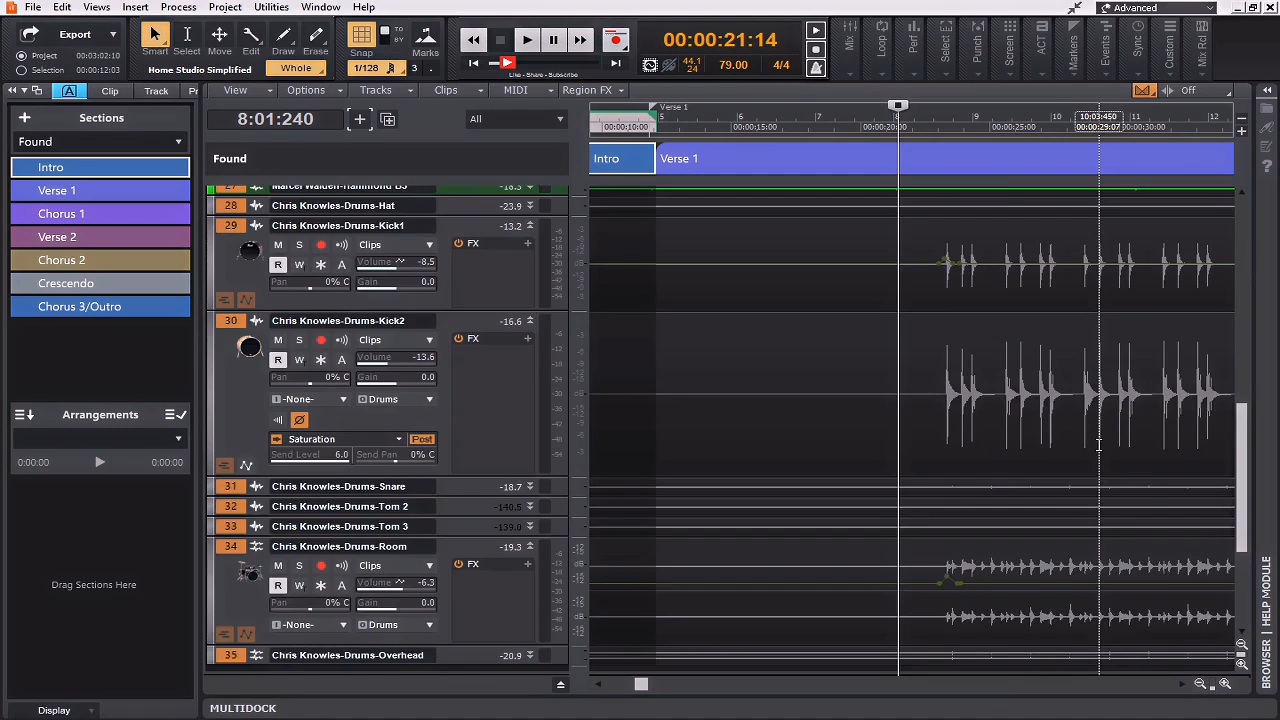 File Edit Views Insert Process Project Utilities Window Help
Advanced
Export
Project 00:03:02:10
Selection 00:00:12:03
Smart Select Move Edit Draw Erase
Home Studio Simplified Whole
Snap TO BY Marks
1/128 3
Like - Share - Subscribe
00:00:21:14
44.1
24 79.00 4/4
Mix Loop Perf Select Punch Screen ACT Markers Events Sync Custom Mix Rd
A Clip Track
View Options Tracks Clips MIDI Region FX Off
Sections
Found
Intro
Verse 1
Chorus 1
Verse 2
Chorus 2
Crescendo
Chorus 3/Outro
Arrangements
0:00:00 0:00:00
Drag Sections Here
Display
8:01:240 All
Found
Verse 1
5 7 9 10 11 12
10:03:450
00:00:10:00 00:00:15:00 00:00:20:00 00:00:25:00 00:00:29:07 00:00:30:00
Intro Verse 1
27 Marcel Walden-Hammond B3 -18.3
28 Chris Knowles-Drums-Hat -23.9
29 Chris Knowles-Drums-Kick1 -13.2
M S Clips FX
R W A Volume -8.5
Pan 0% C Gain 0.0
30 Chris Knowles-Drums-Kick2 -16.6
M S Clips FX
R W A Volume -13.6
Pan 0% C Gain 0.0
-None- Drums
Saturation Post
Send Level 6.0 Send Pan 0% C
31 Chris Knowles-Drums-Snare -18.7
32 Chris Knowles-Drums-Tom 2 -140.5
33 Chris Knowles-Drums-Tom 3 -139.0
34 Chris Knowles-Drums-Room -19.3
M S Clips FX
R W A Volume -6.3
Pan 0% C Gain 0.0
-None- Drums
35 Chris Knowles-Drums-Overhead -20.9
MULTIDOCK
BROWSER | HELP MODULE